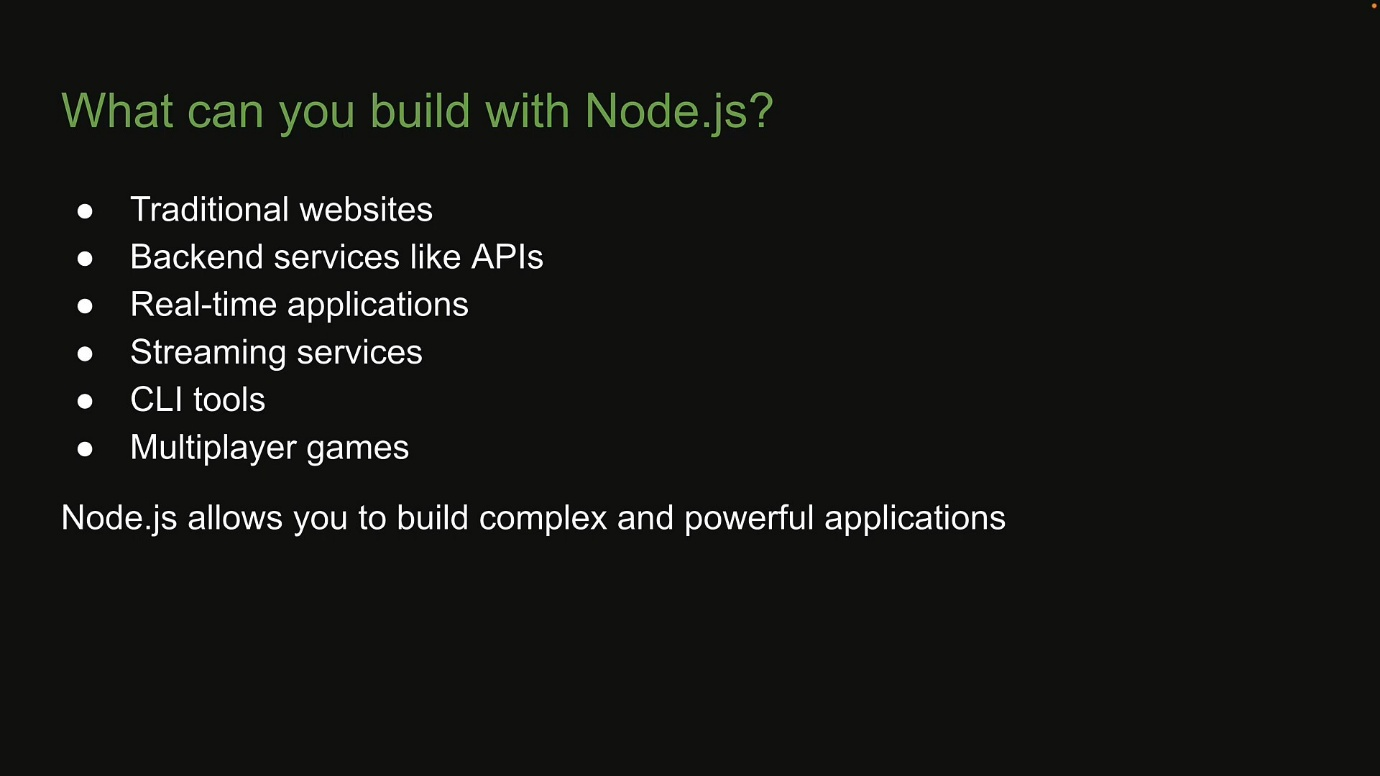 What can you build with Node.js?
● Traditional websites
● Backend services like APIs
● Real-time applications
● Streaming services
● CLI tools
● Multiplayer games
Node.js allows you to build complex and powerful applications